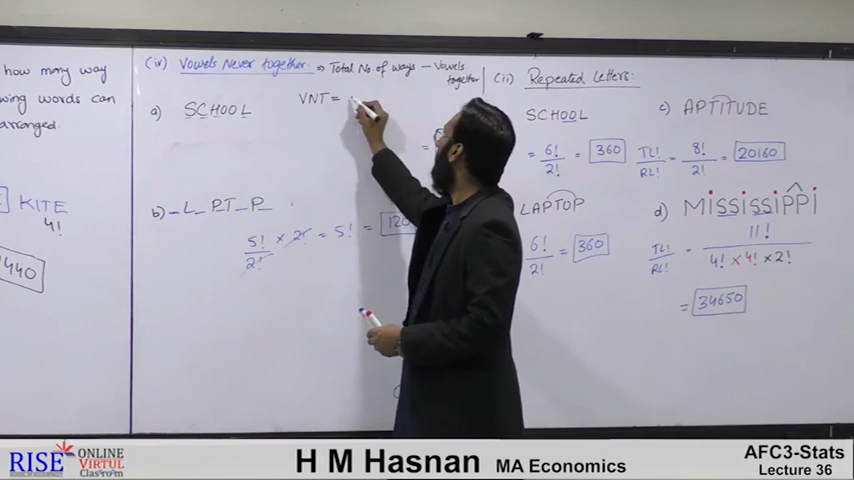 how many way
wing words can
arranged.
KITE
4!
1440
(iv) Vowels Never together ⇒ Total No. of ways — Vowels together
a) SCHOOL
VNT =
=
b) _L_PT_P_
5!/2! × 2! = 5! = 120
(ii) Repeated Letters:
SCHOOL
= 6!/2! = 360
LAPTOP
6!/2! = 360
c) APTITUDE
TL!/RL! = 8!/2! = 20160
d) MississiPPi
TL!/RL! = 11!/4! × 4! × 2!
= 34650
RISE ONLINE VIRTUL Classroom
H M Hasnan MA Economics
AFC3-Stats
Lecture 36